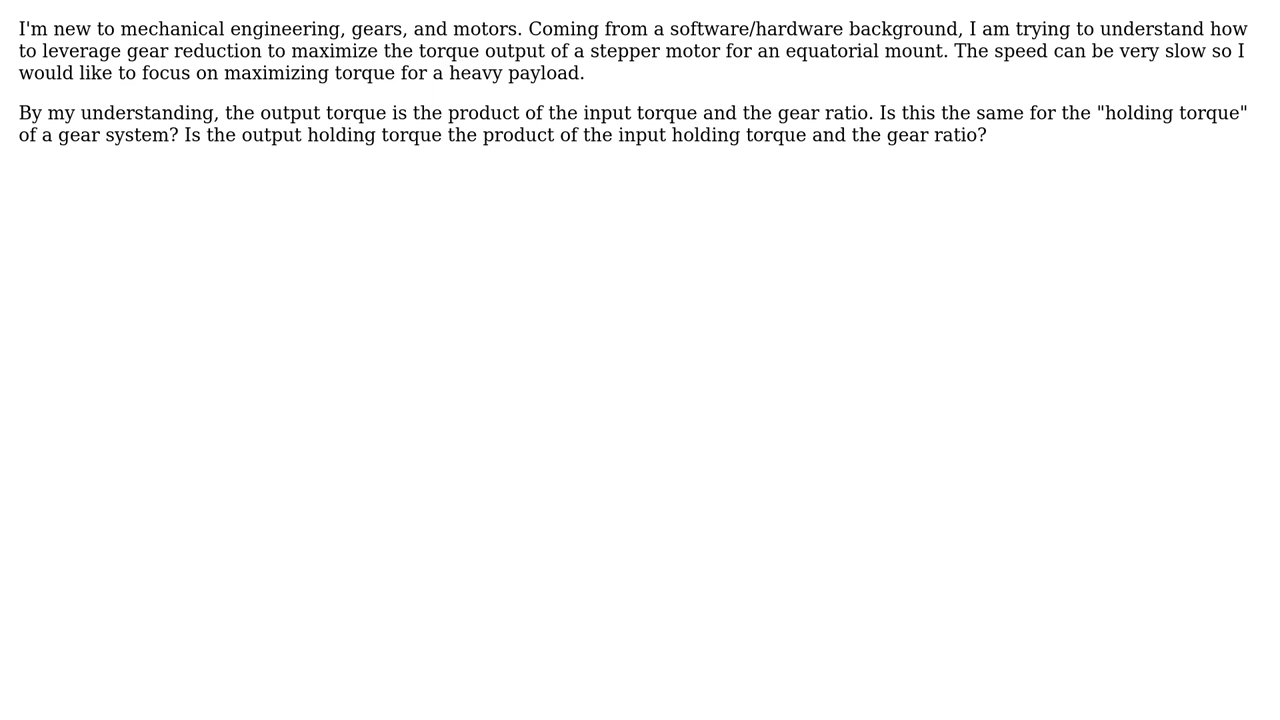 I'm new to mechanical engineering, gears, and motors. Coming from a software/hardware background, I am trying to understand how
to leverage gear reduction to maximize the torque output of a stepper motor for an equatorial mount. The speed can be very slow so I
would like to focus on maximizing torque for a heavy payload.
By my understanding, the output torque is the product of the input torque and the gear ratio. Is this the same for the "holding torque"
of a gear system? Is the output holding torque the product of the input holding torque and the gear ratio?